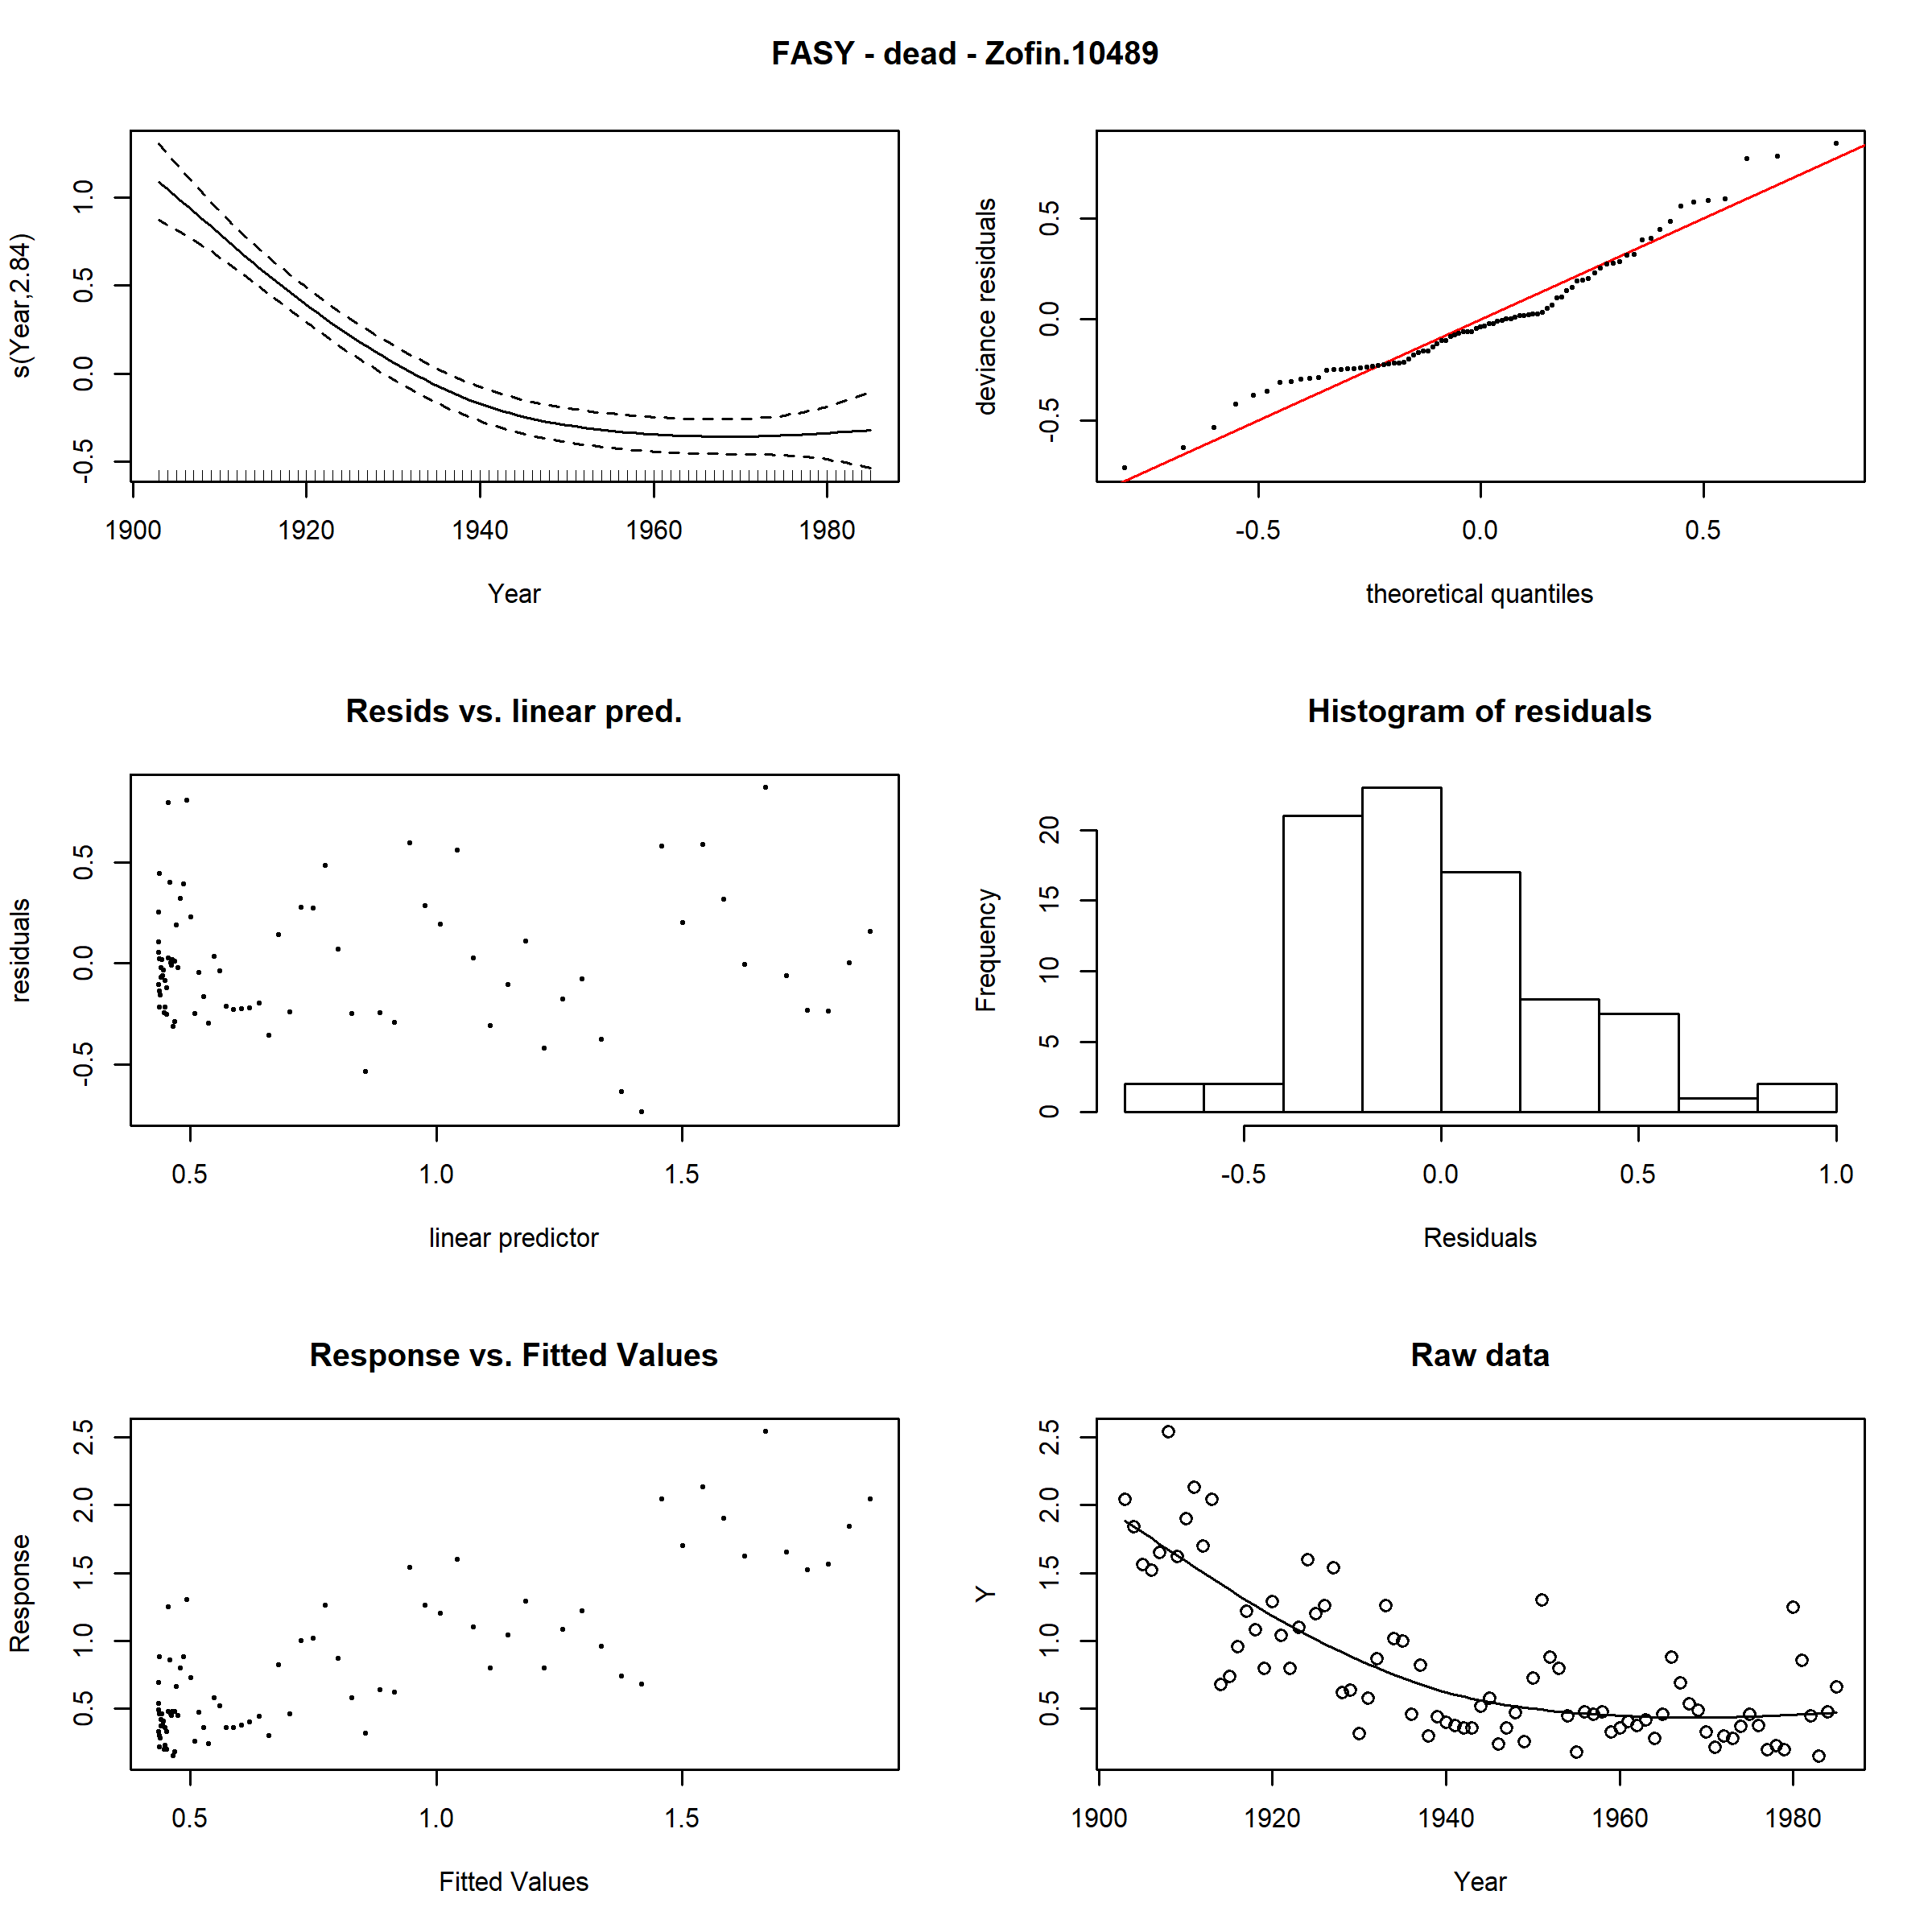 FASY - dead - Zofin.10489
s(Year,2.84)
-0.5 0.0 0.5 1.0
1900 1920 1940 1960 1980
Year
deviance residuals
-0.5 0.0 0.5
-0.5 0.0 0.5
theoretical quantiles
Resids vs. linear pred.
residuals
-0.5 0.0 0.5
0.5 1.0 1.5
linear predictor
Histogram of residuals
Frequency
0 5 10 15 20
-0.5 0.0 0.5 1.0
Residuals
Response vs. Fitted Values
Response
0.5 1.0 1.5 2.0 2.5
0.5 1.0 1.5
Fitted Values
Raw data
Y
0.5 1.0 1.5 2.0 2.5
1900 1920 1940 1960 1980
Year